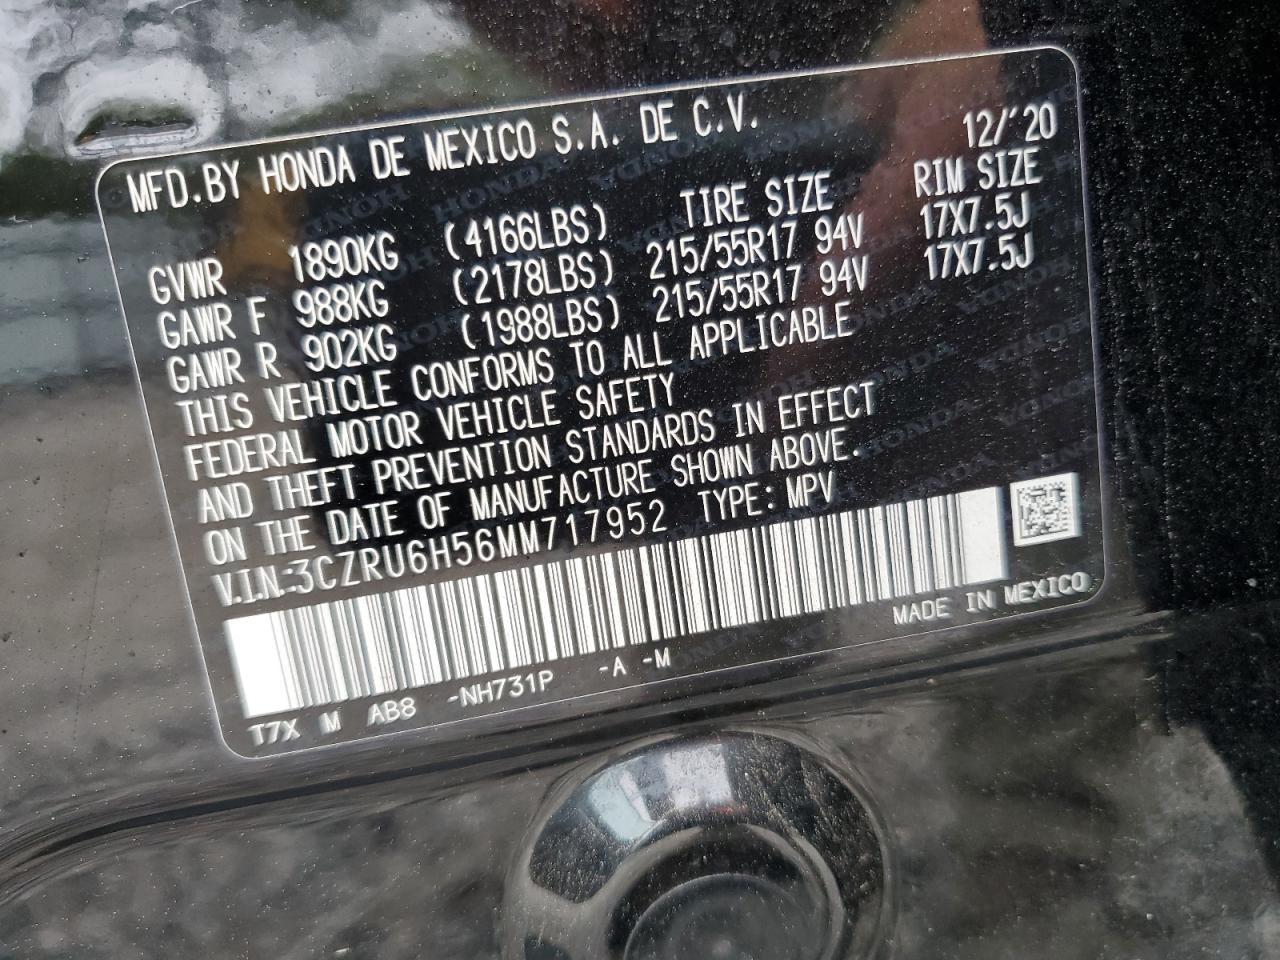 MFD.BY HONDA DE MEXICO S.A. DE C.V. 12/'20
TIRE SIZE RIM SIZE
GVWR 1890KG (4166LBS)
GAWR F 988KG (2178LBS) 215/55R17 94V 17X7.5J
GAWR R 902KG (1988LBS) 215/55R17 94V 17X7.5J
THIS VEHICLE CONFORMS TO ALL APPLICABLE
FEDERAL MOTOR VEHICLE SAFETY
AND THEFT PREVENTION STANDARDS IN EFFECT
ON THE DATE OF MANUFACTURE SHOWN ABOVE.
V.I.N.:3CZRU6H56MM717952 TYPE: MPV
MADE IN MEXICO
T7X M AB8 -NH731P -A -M